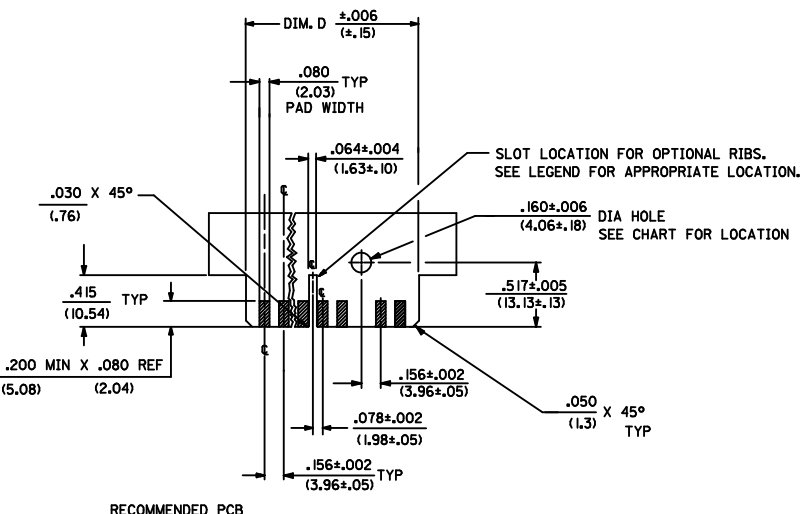 DIM. D ±.006
(±.15)
.080 TYP
(2.03)
PAD WIDTH
.064±.004
(1.63±.10)
SLOT LOCATION FOR OPTIONAL RIBS.
SEE LEGEND FOR APPROPRIATE LOCATION.
.030 X 45°
(.76)
.160±.006 DIA HOLE
(4.06±.18) SEE CHART FOR LOCATION
.415 TYP
(10.54)
.517±.005
(13.13±.13)
.200 MIN X .080 REF
(5.08) (2.04)
.156±.002
(3.96±.05)
.050 X 45°
(1.3) TYP
.078±.002
(1.98±.05)
.156±.002 TYP
(3.96±.05)
RECOMMENDED PCB